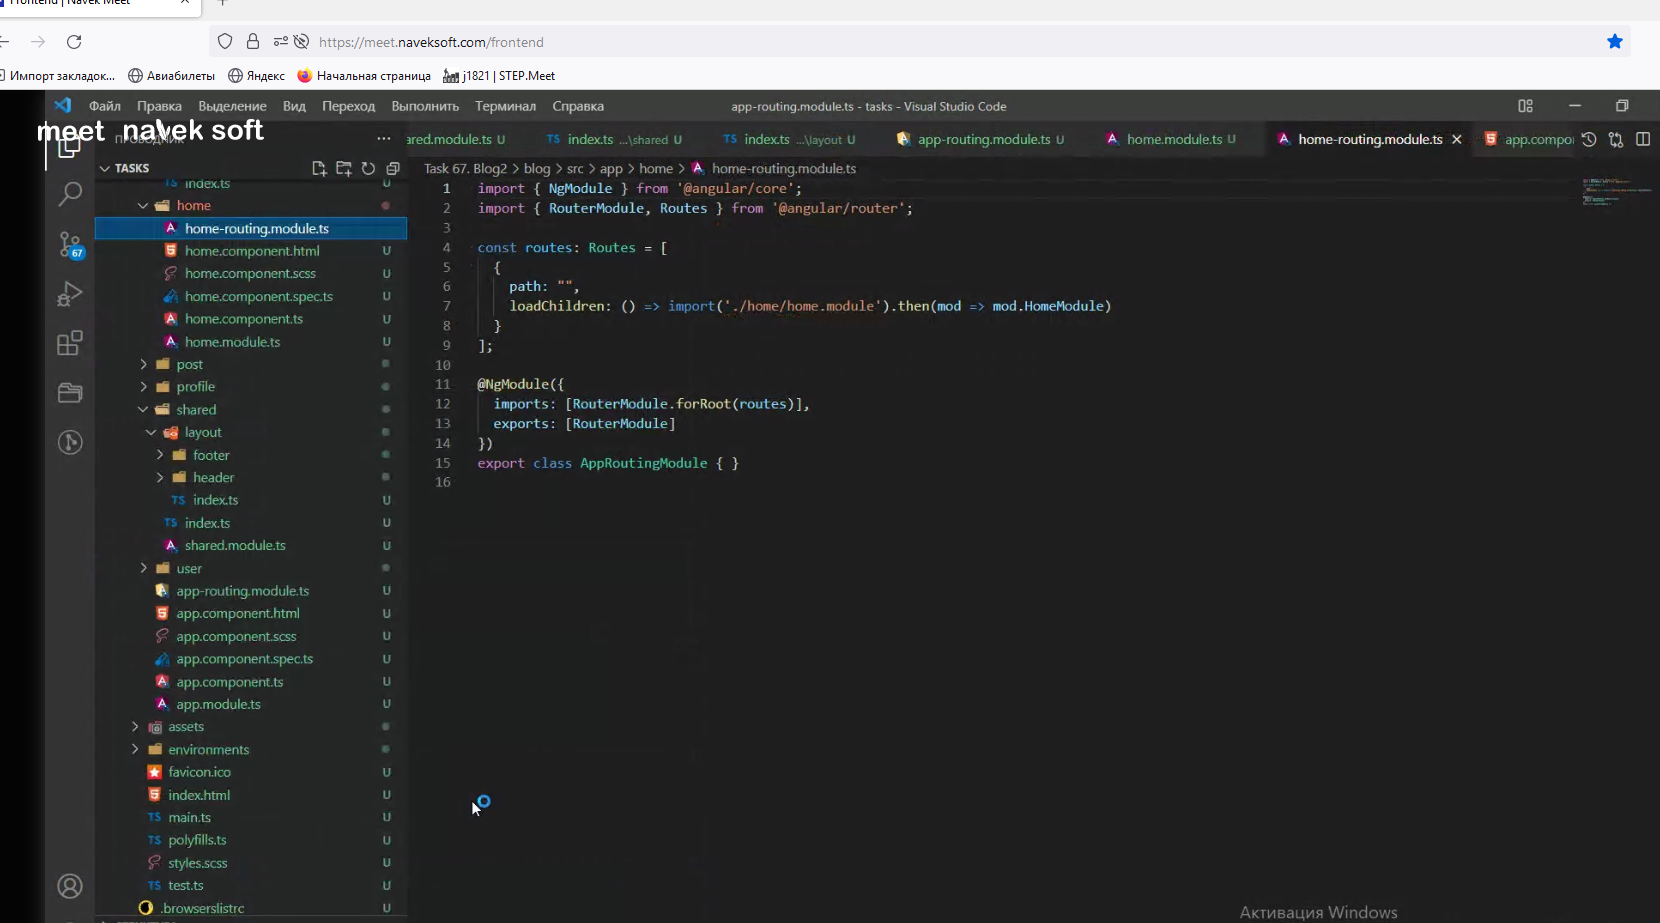 Frontend | Navek Meet
https://meet.naveksoft.com/frontend
Импорт закладок...
Авиабилеты
Яндекс
Начальная страница
j1821 | STEP.Meet
Файл
Правка
Выделение
Вид
Переход
Выполнить
Терминал
Справка
app-routing.module.ts - tasks - Visual Studio Code
meet navek soft
ПРОВОДНИК
ared.module.ts U
index.ts ...\shared U
index.ts ...\layout U
app-routing.module.ts U
home.module.ts U
home-routing.module.ts
app.compo
TASKS
Task 67. Blog2 > blog > src > app > home > home-routing.module.ts
67
index.ts U
home
home-routing.module.ts
home.component.html U
home.component.scss U
home.component.spec.ts U
home.component.ts U
home.module.ts U
post
profile
shared
layout
footer
header
index.ts U
index.ts U
shared.module.ts U
user
app-routing.module.ts U
app.component.html U
app.component.scss U
app.component.spec.ts U
app.component.ts U
app.module.ts U
assets
environments
favicon.ico U
index.html U
main.ts U
polyfills.ts U
styles.scss U
test.ts U
.browserslistrc U
1 import { NgModule } from '@angular/core';
2 import { RouterModule, Routes } from '@angular/router';
3
4 const routes: Routes = [
5 {
6 path: "",
7 loadChildren: () => import('./home/home.module').then(mod => mod.HomeModule)
8 }
9 ];
10
11 @NgModule({
12 imports: [RouterModule.forRoot(routes)],
13 exports: [RouterModule]
14 })
15 export class AppRoutingModule { }
16
Активация Windows